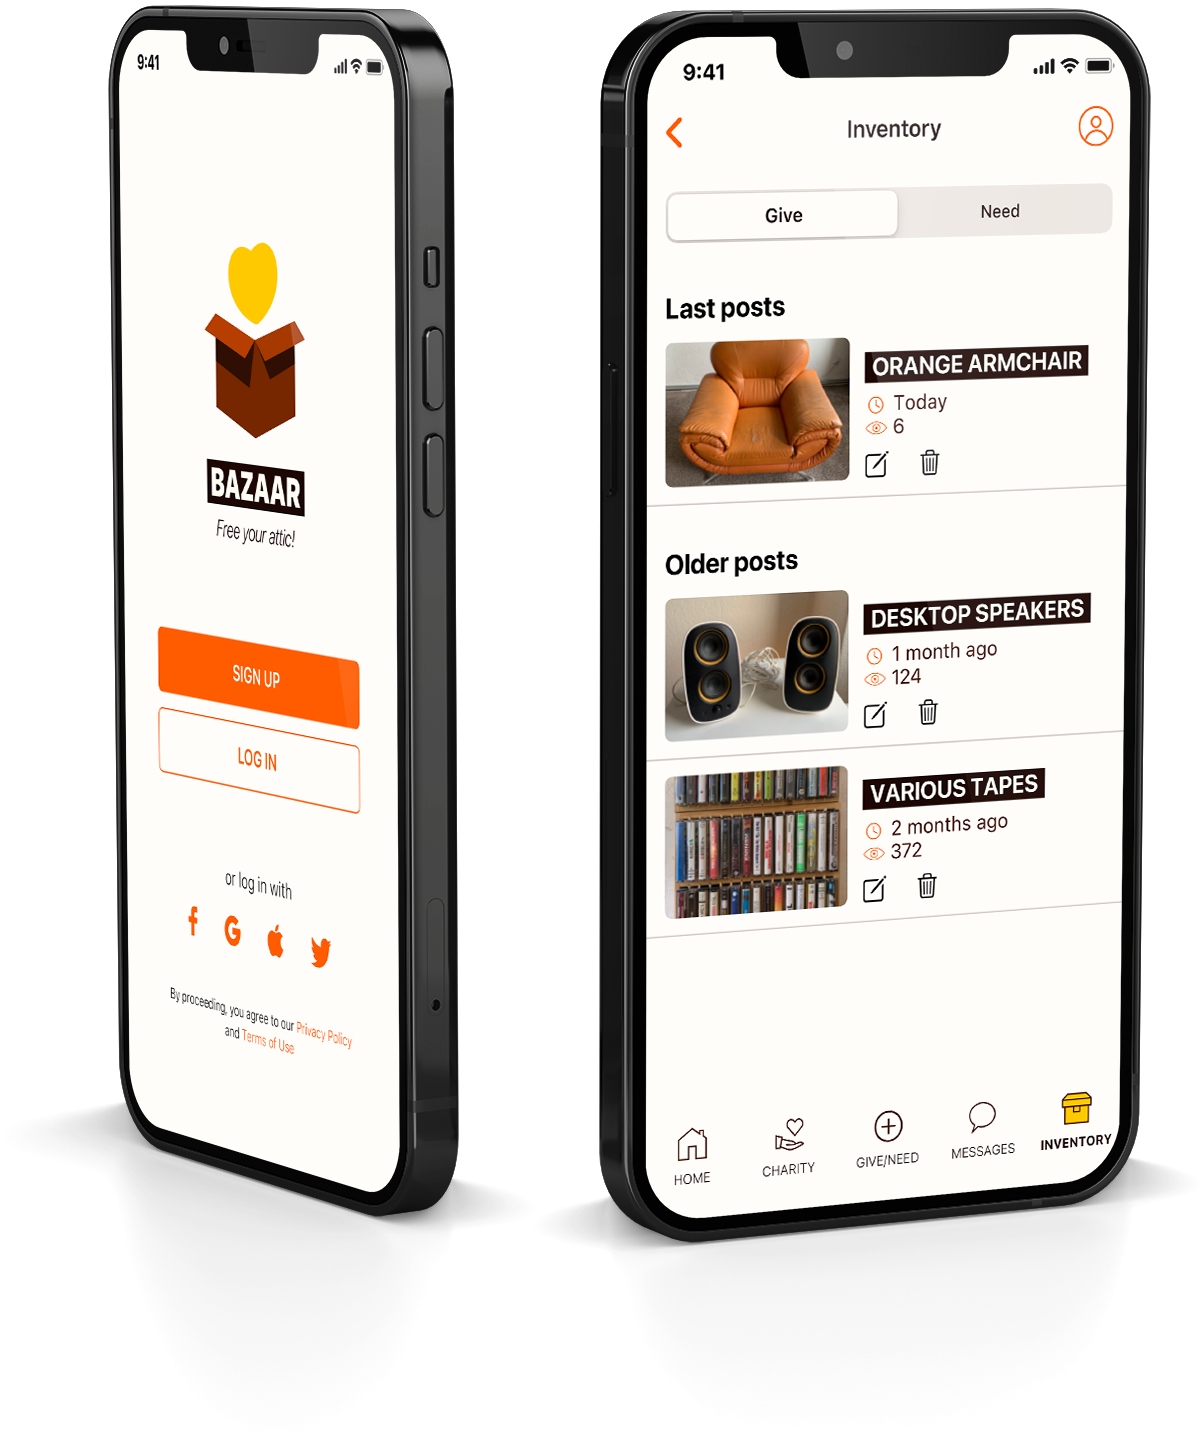 9:41
BAZAAR
Free your attic!
SIGN UP
LOG IN
or log in with
By proceeding, you agree to our Privacy Policy
and Terms of Use
9:41
Inventory
Give
Need
Last posts
ORANGE ARMCHAIR
Today
6
Older posts
DESKTOP SPEAKERS
1 month ago
124
VARIOUS TAPES
2 months ago
372
HOME
CHARITY
GIVE/NEED
MESSAGES
INVENTORY